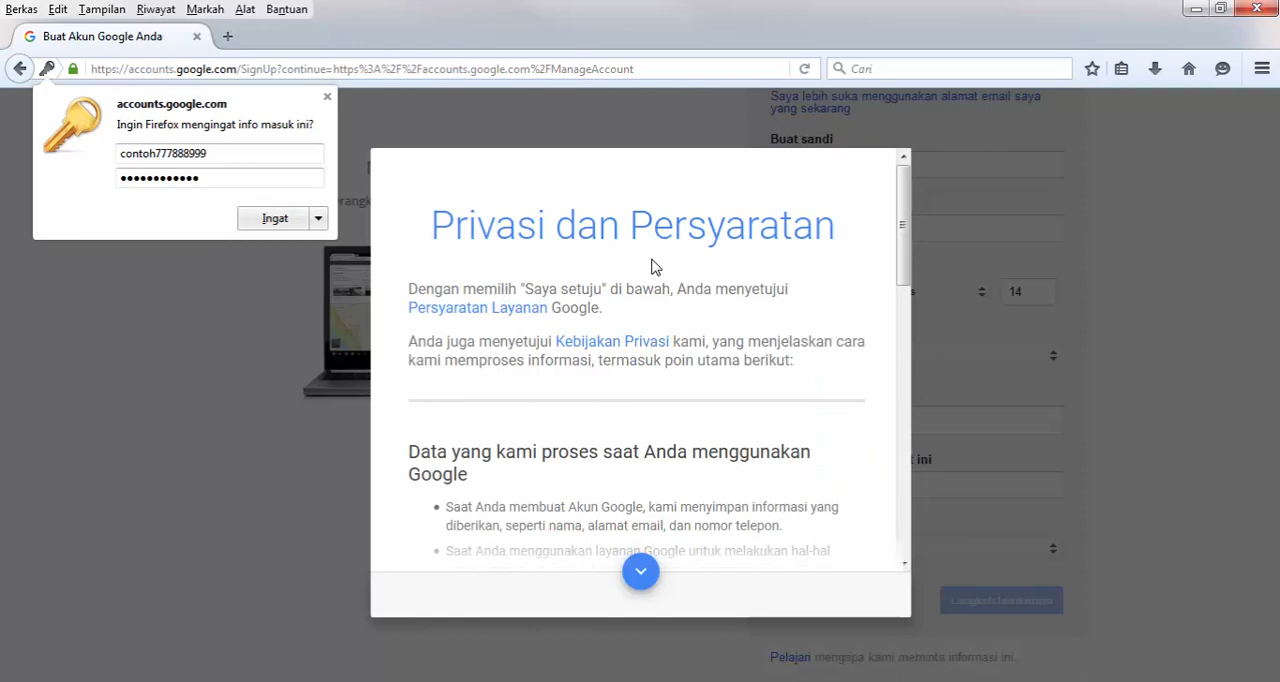 Berkas Edit Tampilan Riwayat Markah Alat Bantuan
Buat Akun Google Anda
https://accounts.google.com/SignUp?continue=https%3A%2F%2Faccounts.google.com%2FManageAccount
Cari
accounts.google.com
Ingin Firefox mengingat info masuk ini?
contoh777888999
••••••••••••
Ingat
Saya lebih suka menggunakan alamat email saya
yang sekarang
Buat sandi
14
Privasi dan Persyaratan
Dengan memilih "Saya setuju" di bawah, Anda menyetujui
Persyaratan Layanan Google.
Anda juga menyetujui Kebijakan Privasi kami, yang menjelaskan cara
kami memproses informasi, termasuk poin utama berikut:
Data yang kami proses saat Anda menggunakan
Google
• Saat Anda membuat Akun Google, kami menyimpan informasi yang
diberikan, seperti nama, alamat email, dan nomor telepon.
• Saat Anda menggunakan layanan Google untuk melakukan hal-hal
ini
Langkah berikutnya
Pelajari mengapa kami meminta informasi ini.